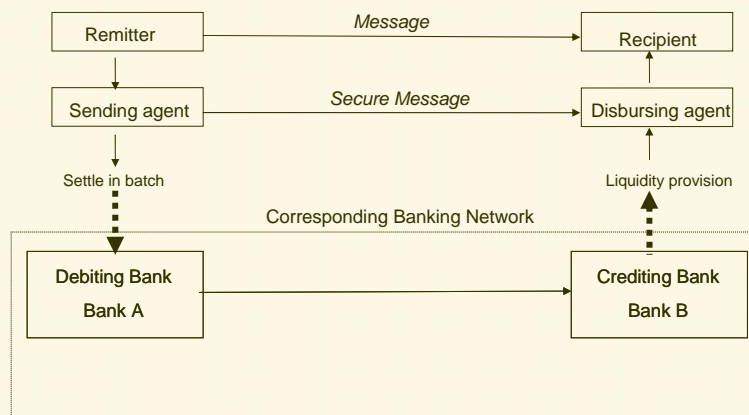 Message
Remitter
Recipient
Secure Message
Sending agent
Disbursing agent
Settle in batch
Liquidity provision
Corresponding Banking Network
Debiting Bank
Bank A
Crediting Bank
Bank B